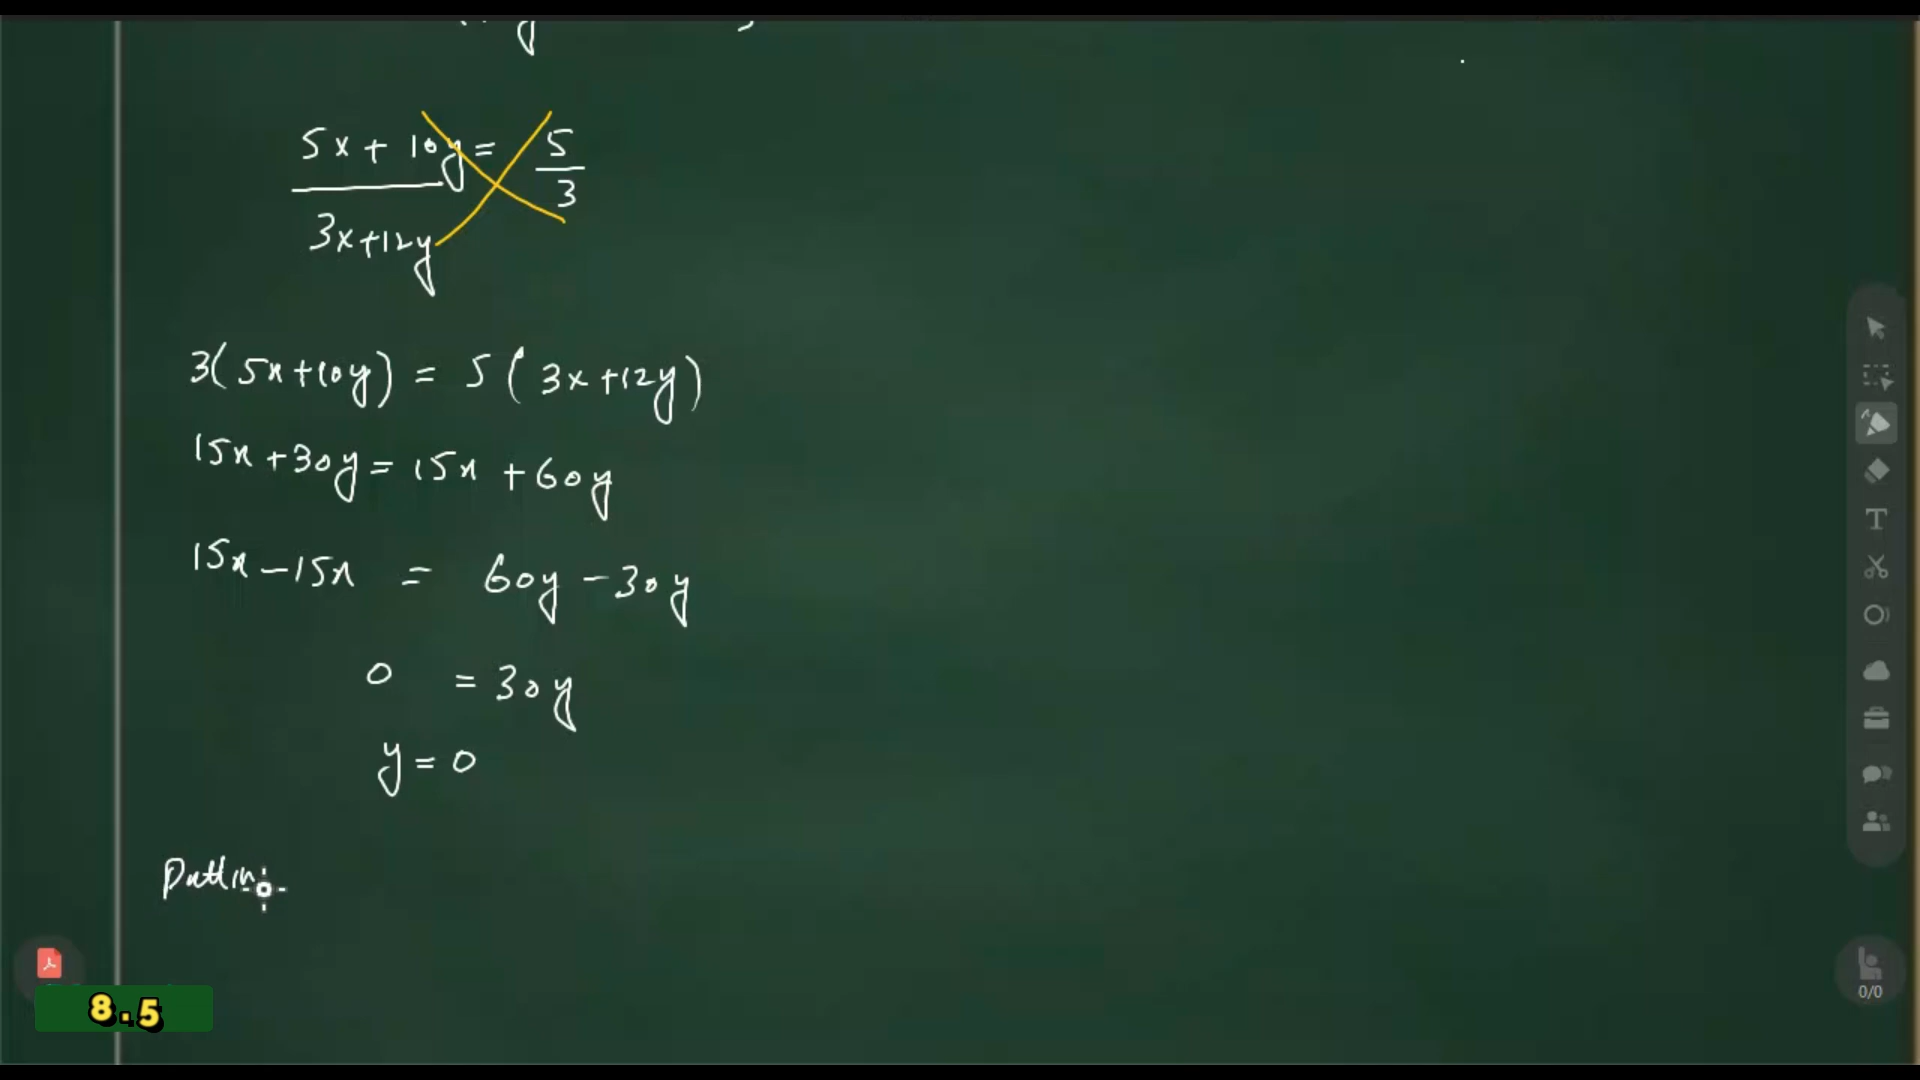 5x + 10y = 5
3x+12y 3
3(5x+10y) = 5(3x+12y)
15x+30y = 15x +60y
15x-15x = 60y -30y
0 = 30y
y = 0
Puttin
8.5
T
0/0